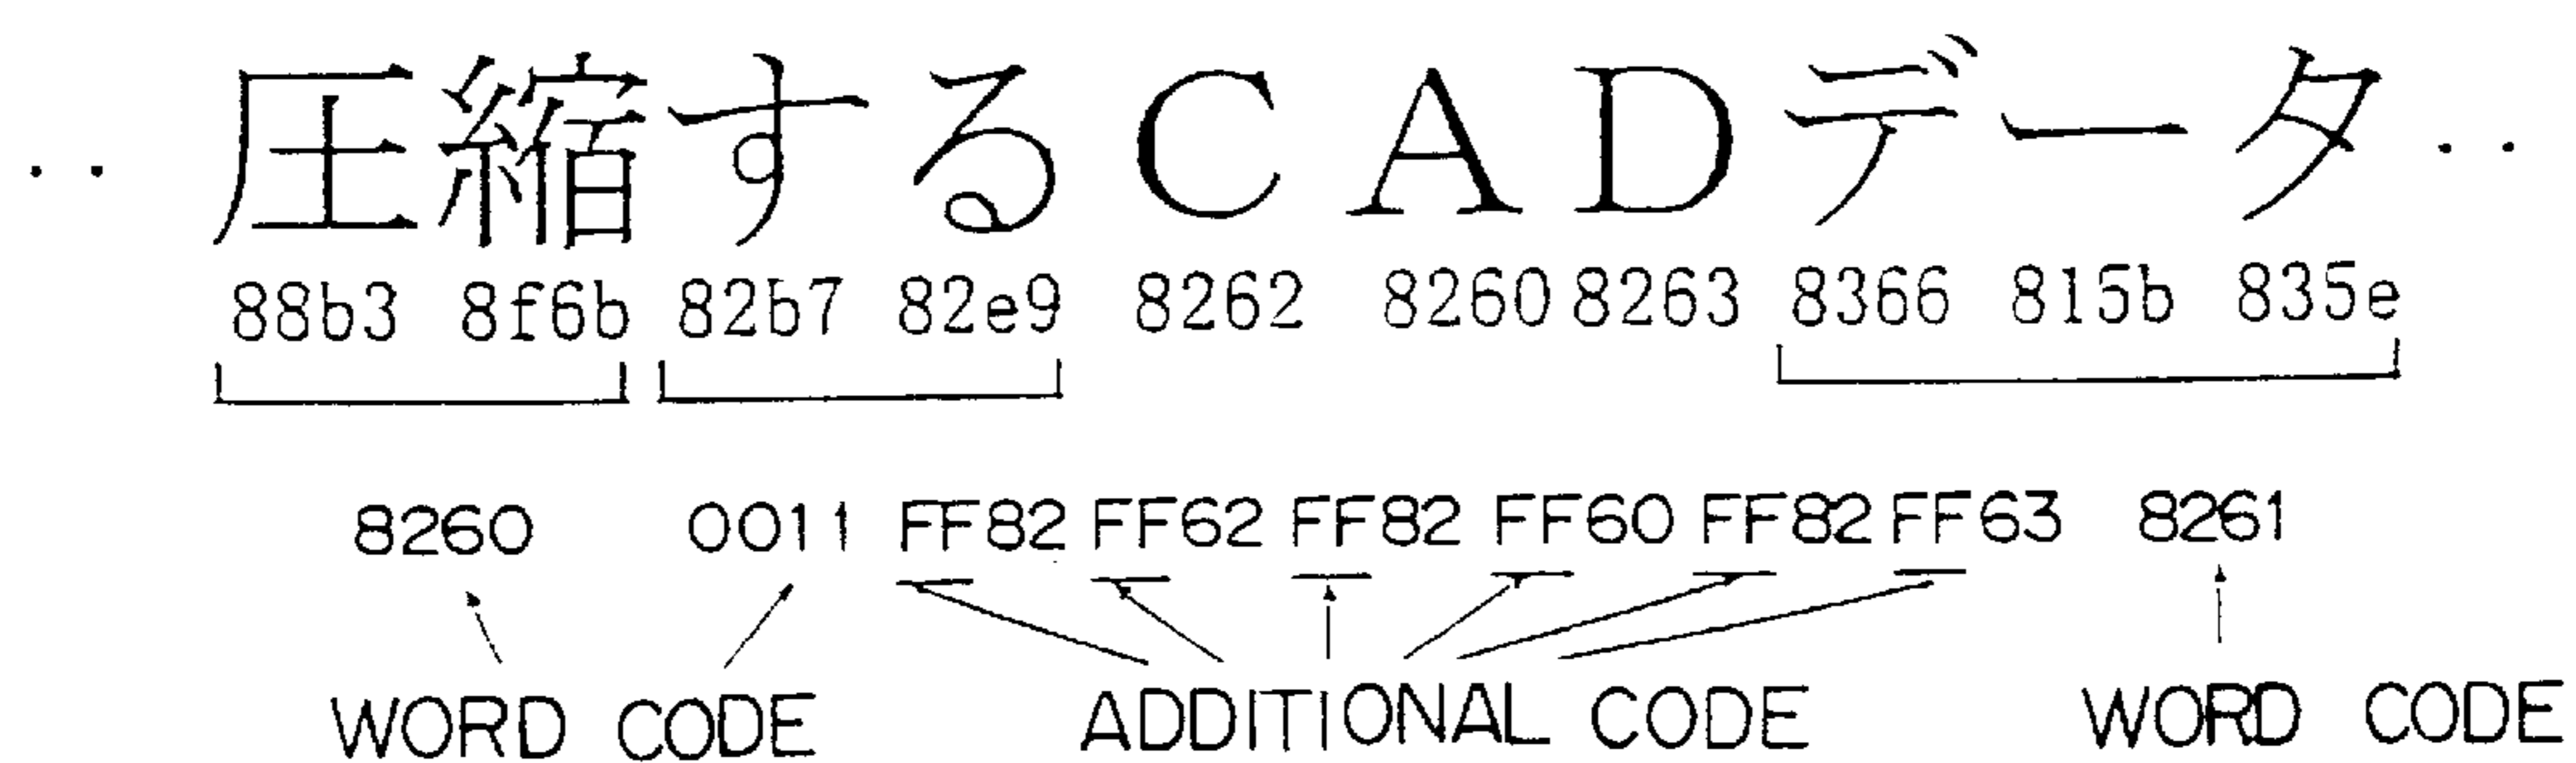 ‥圧縮するCADデータ‥
88b3 8f6b 82b7 82e9 8262 8260 8263 8366 815b 835e
8260 0011 FF82 FF62 FF82 FF60 FF82 FF63 8261
WORD CODE ADDITIONAL CODE WORD CODE